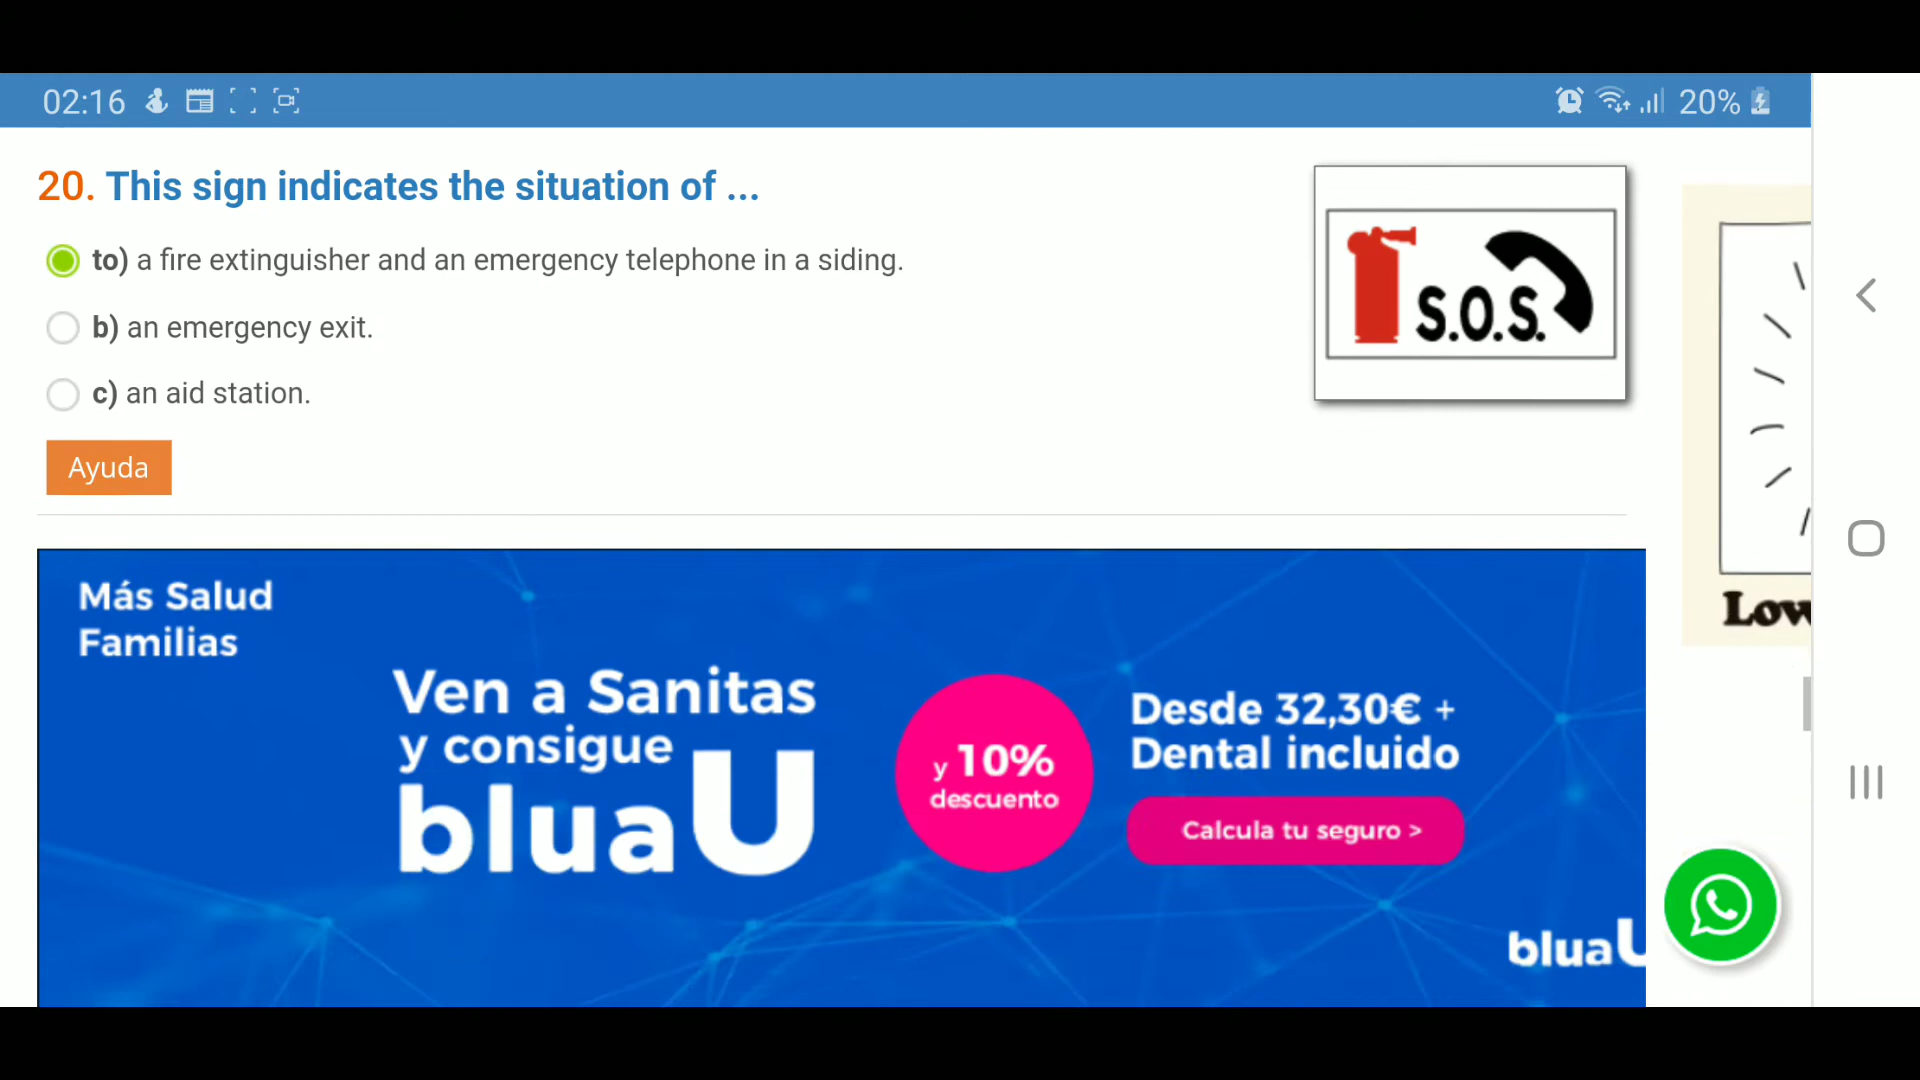 02:16
20%
20. This sign indicates the situation of ...
to) a fire extinguisher and an emergency telephone in a siding.
b) an emergency exit.
c) an aid station.
S.O.S.
Ayuda
Más Salud
Familias
Ven a Sanitas
y consigue
bluaU
y 10%
descuento
Desde 32,30€ +
Dental incluido
Calcula tu seguro >
bluaU
Low